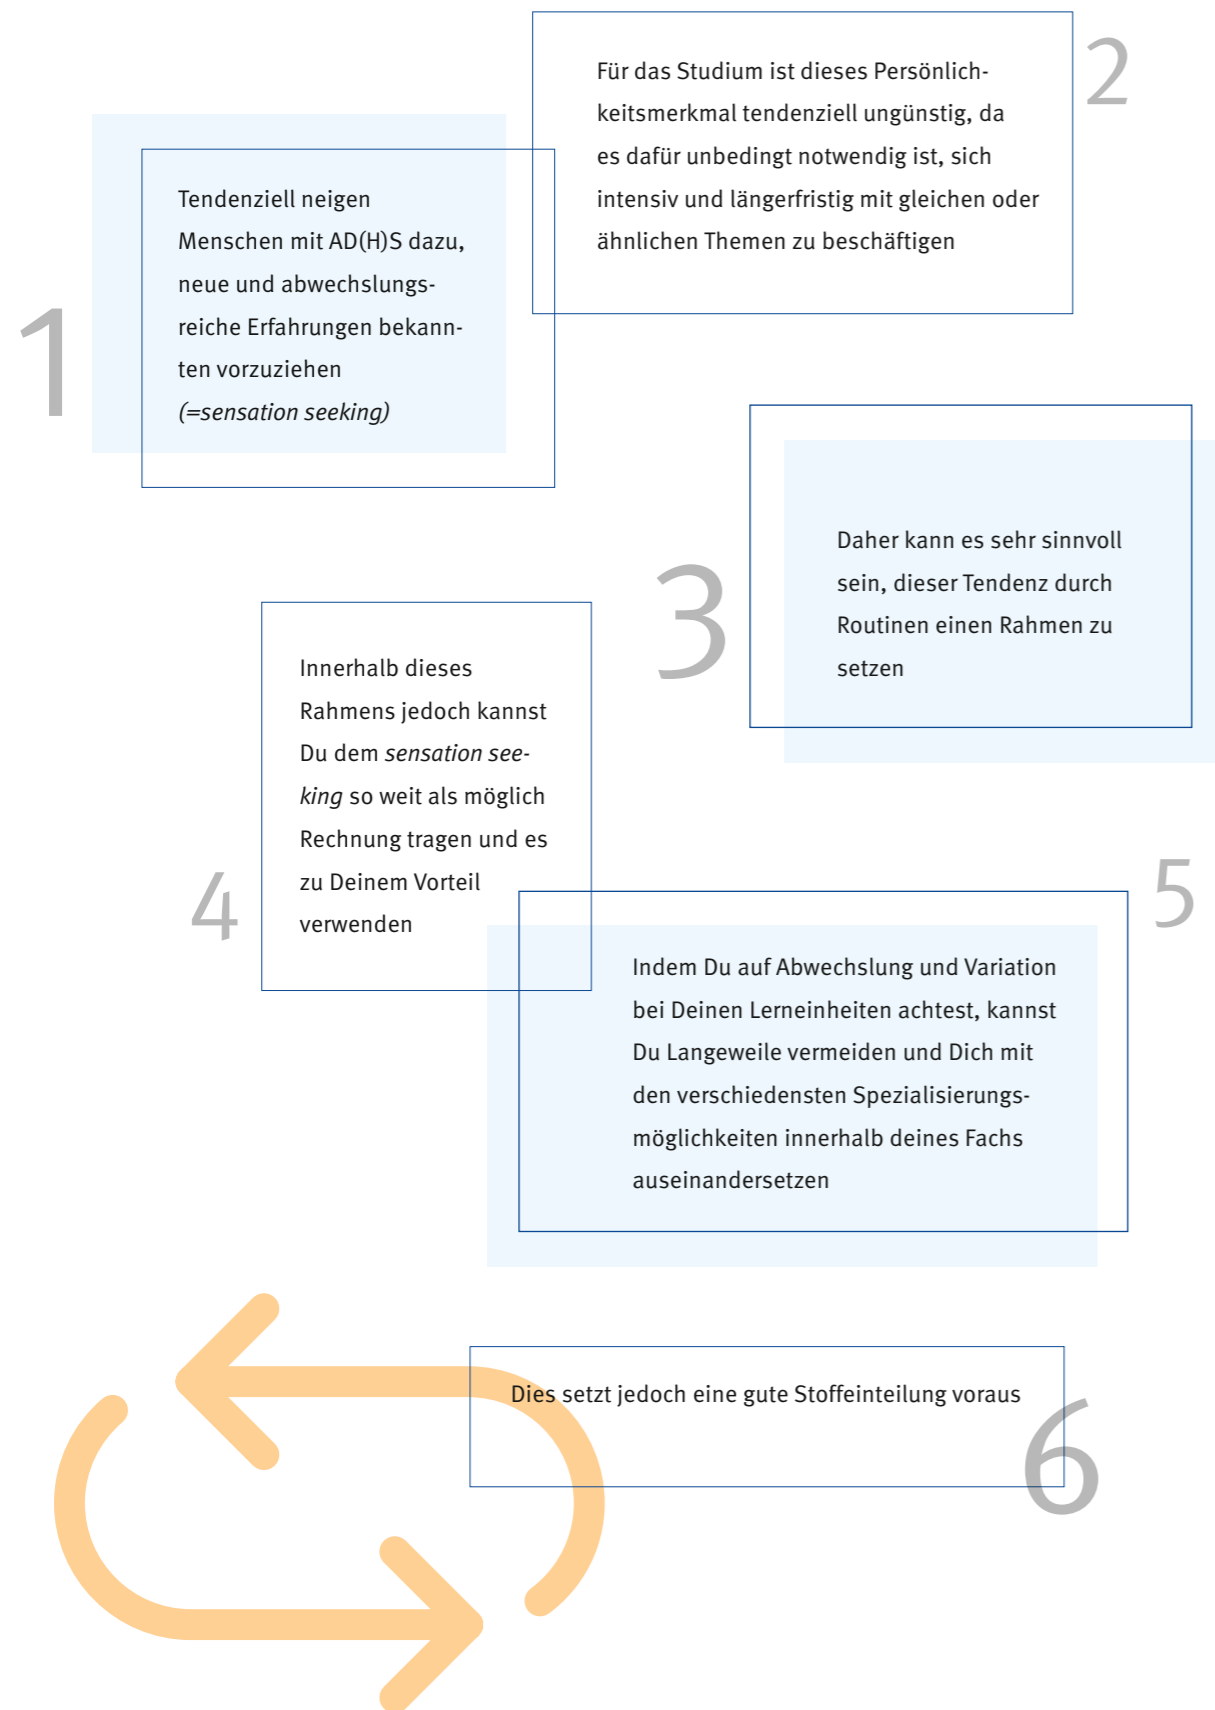 1
Tendenziell neigen
Menschen mit AD(H)S dazu,
neue und abwechslungs-
reiche Erfahrungen bekann-
ten vorzuziehen
(=sensation seeking)
2
Für das Studium ist dieses Persönlich-
keitsmerkmal tendenziell ungünstig, da
es dafür unbedingt notwendig ist, sich
intensiv und längerfristig mit gleichen oder
ähnlichen Themen zu beschäftigen
3
Daher kann es sehr sinnvoll
sein, dieser Tendenz durch
Routinen einen Rahmen zu
setzen
4
Innerhalb dieses
Rahmens jedoch kannst
Du dem sensation see-
king so weit als möglich
Rechnung tragen und es
zu Deinem Vorteil
verwenden
5
Indem Du auf Abwechslung und Variation
bei Deinen Lerneinheiten achtest, kannst
Du Langeweile vermeiden und Dich mit
den verschiedensten Spezialisierungs-
möglichkeiten innerhalb deines Fachs
auseinandersetzen
6
Dies setzt jedoch eine gute Stoffeinteilung voraus